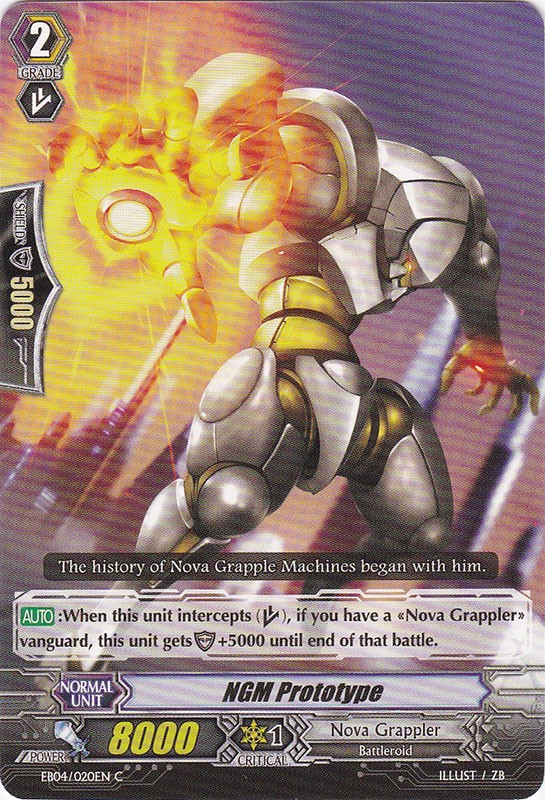 2
GRADE
SHIELD
5000
The history of Nova Grapple Machines began with him.
AUTO:When this unit intercepts ( ), if you have a «Nova Grappler»
vanguard, this unit gets +5000 until end of that battle.
NORMAL
UNIT
NGM Prototype
POWER
8000
1
CRITICAL
Nova Grappler
Battleroid
EB04/020EN C
ILLUST / ZB